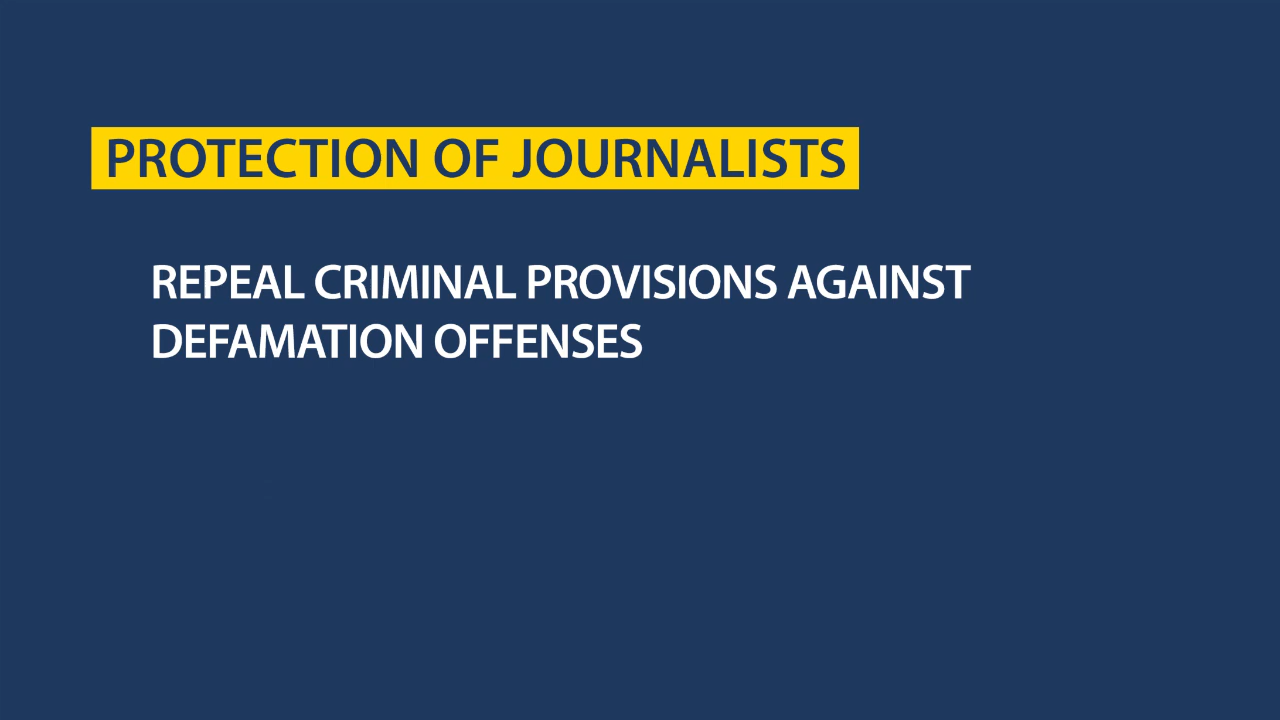 PROTECTION OF JOURNALISTS
REPEAL CRIMINAL PROVISIONS AGAINST
DEFAMATION OFFENSES